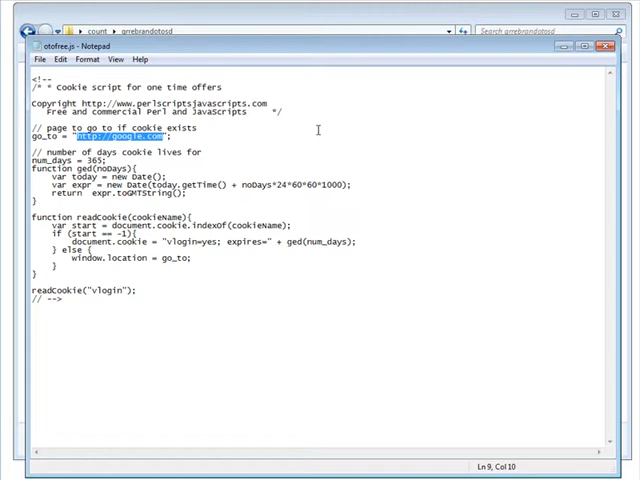 count
qrrebrandotosd
Search qrrebrandotosd
otofree.js - Notepad
File Edit Format View Help
<!--
/* * Cookie script for one time offers
Copyright http://www.perlscriptsjavascripts.com
Free and commercial Perl and JavaScripts */
// page to go to if cookie exists
go_to = "http://google.com";
// number of days cookie lives for
num_days = 365;
function ged(noDays){
var today = new Date();
var expr = new Date(today.getTime() + noDays*24*60*60*1000);
return expr.toGMTString();
}
function readCookie(cookieName){
var start = document.cookie.indexOf(cookieName);
if (start == -1){
document.cookie = "vlogin=yes; expires=" + ged(num_days);
} else {
window.location = go_to;
}
}
readCookie("vlogin");
// -->
Ln 9, Col 10